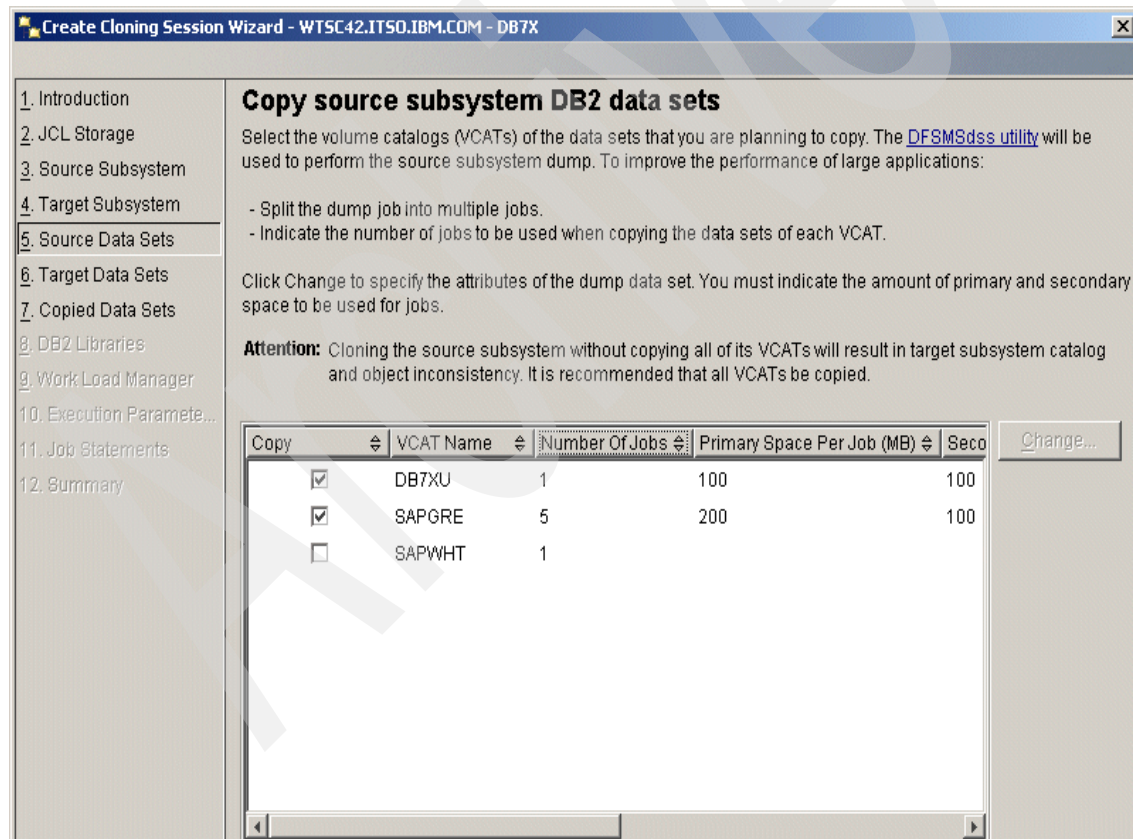 Create Cloning Session Wizard - WTSC42.ITSO.IBM.COM - DB7X
1. Introduction
2. JCL Storage
3. Source Subsystem
4. Target Subsystem
5. Source Data Sets
6. Target Data Sets
7. Copied Data Sets
8. DB2 Libraries
9. Work Load Manager
10. Execution Paramete...
11. Job Statements
12. Summary
Copy source subsystem DB2 data sets
Select the volume catalogs (VCATs) of the data sets that you are planning to copy. The DFSMSdss utility will be
used to perform the source subsystem dump. To improve the performance of large applications:
- Split the dump job into multiple jobs.
- Indicate the number of jobs to be used when copying the data sets of each VCAT.
Click Change to specify the attributes of the dump data set. You must indicate the amount of primary and secondary
space to be used for jobs.
Attention: Cloning the source subsystem without copying all of its VCATs will result in target subsystem catalog
and object inconsistency. It is recommended that all VCATs be copied.
Copy VCAT Name Number Of Jobs Primary Space Per Job (MB) Seco
DB7XU 1 100 100
SAPGRE 5 200 100
SAPWHT 1
Change...